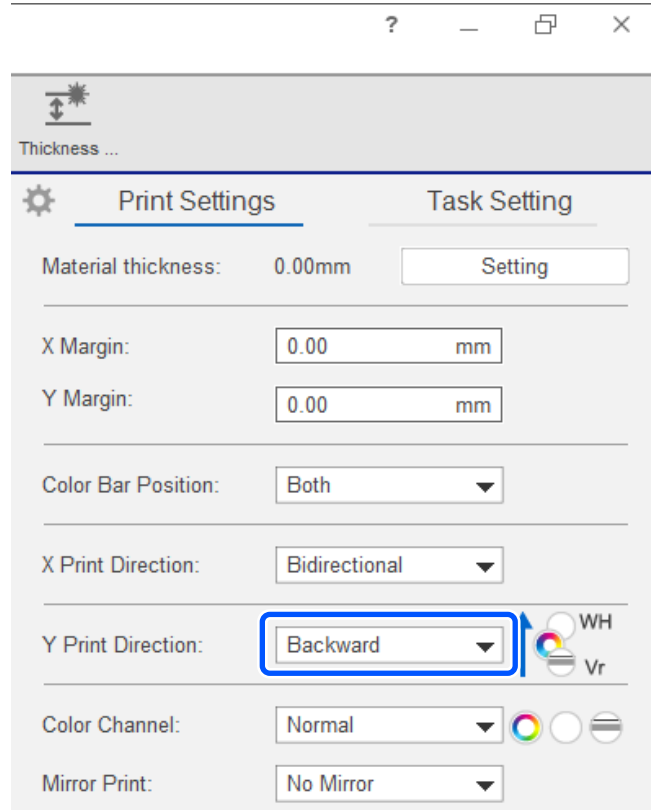 ?
Thickness ...
Print Settings Task Setting
Material thickness: 0.00mm Setting
X Margin: 0.00 mm
Y Margin: 0.00 mm
Color Bar Position: Both
X Print Direction: Bidirectional
Y Print Direction: Backward WH
Vr
Color Channel: Normal
Mirror Print: No Mirror